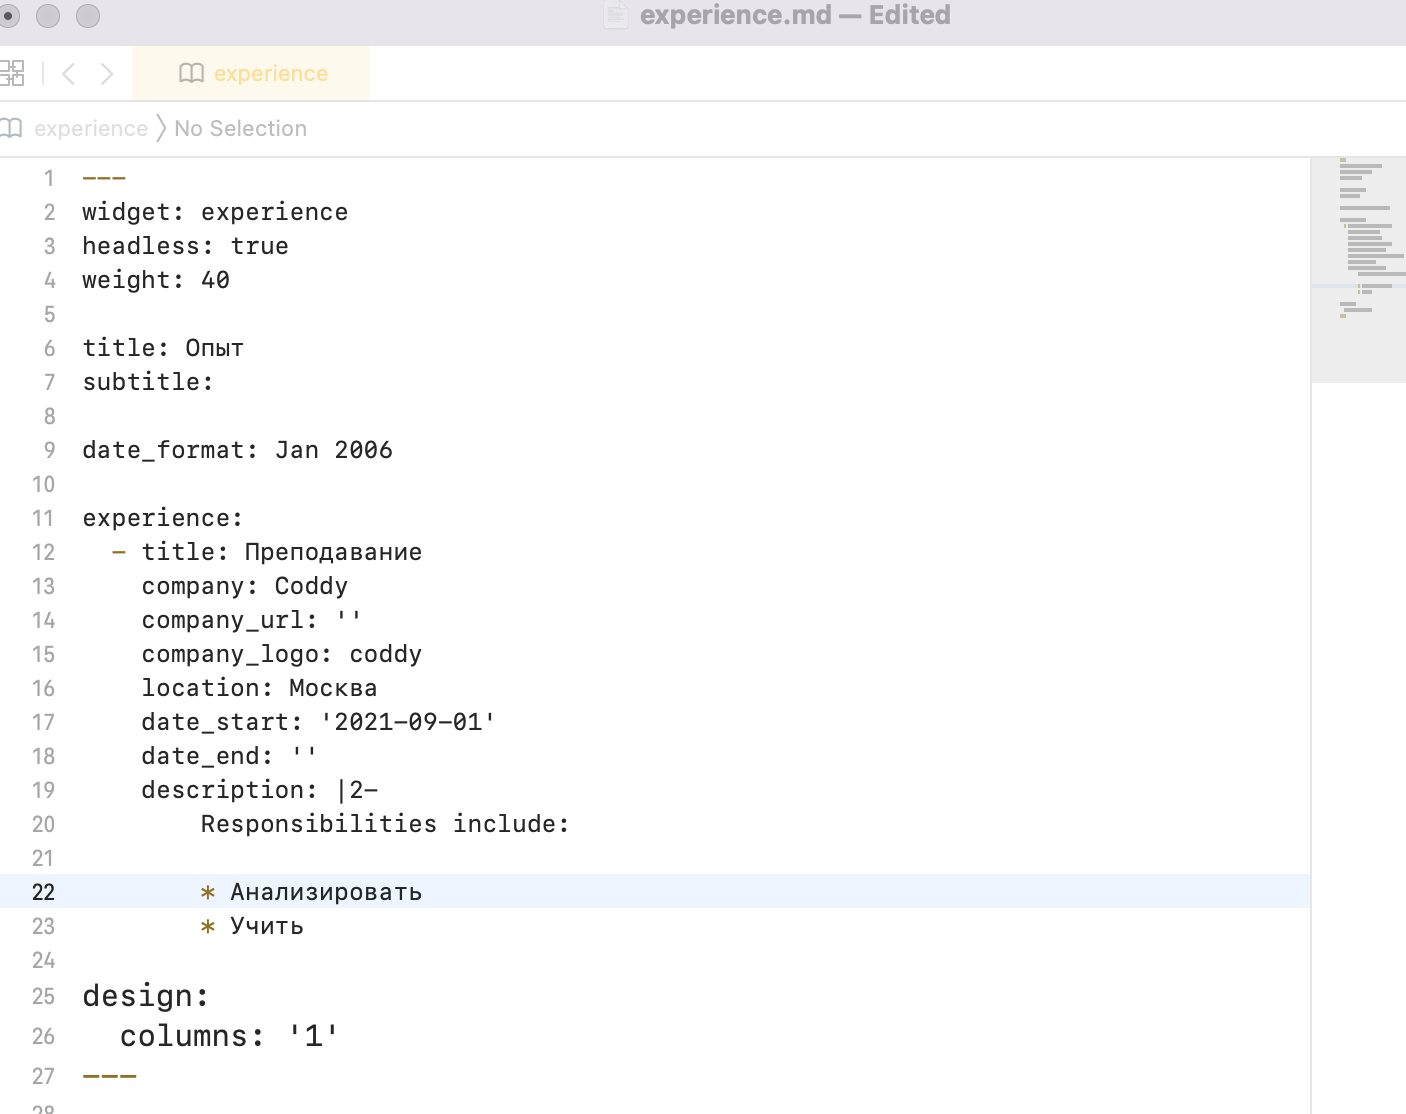 experience.md — Edited
experience
experience No Selection
1 ---
2 widget: experience
3 headless: true
4 weight: 40
5
6 title: Опыт
7 subtitle:
8
9 date_format: Jan 2006
10
11 experience:
12   - title: Преподавание
13     company: Coddy
14     company_url: ''
15     company_logo: coddy
16     location: Москва
17     date_start: '2021-09-01'
18     date_end: ''
19     description: |2-
20         Responsibilities include:
21
22         * Анализировать
23         * Учить
24
25 design:
26   columns: '1'
27 ---
28